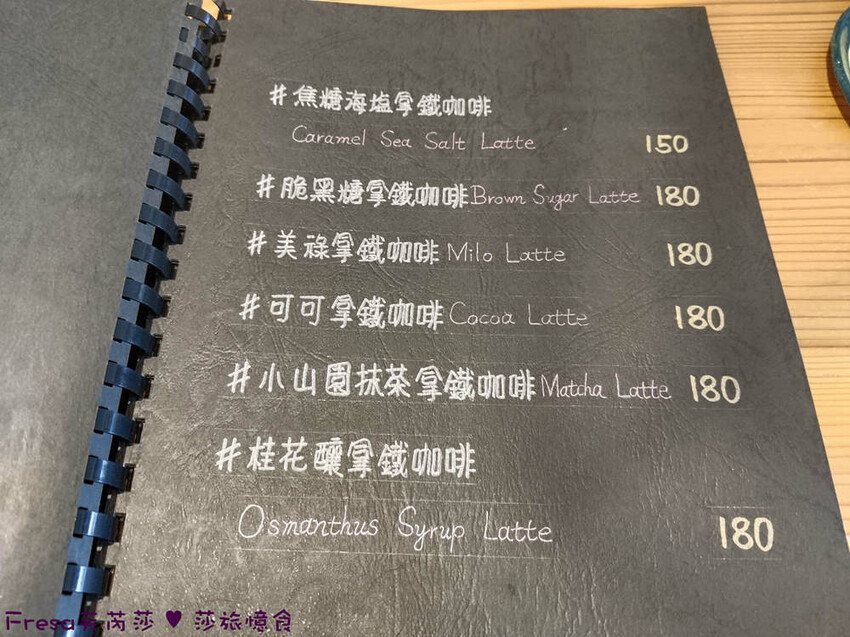 #焦糖海塩拿鐵咖啡
Caramel Sea Salt Latte 150
#脆黑糖拿鐵咖啡 Brown Sugar Latte 180
#美祿拿鐵咖啡 Milo Latte 180
#可可拿鐵咖啡 Cocoa Latte 180
#小山園抹茶拿鐵咖啡 Matcha Latte 180
#桂花釀拿鐵咖啡
Osmanthus Syrup Latte 180
Fresa芙芮莎 ♥ 莎旅憶食